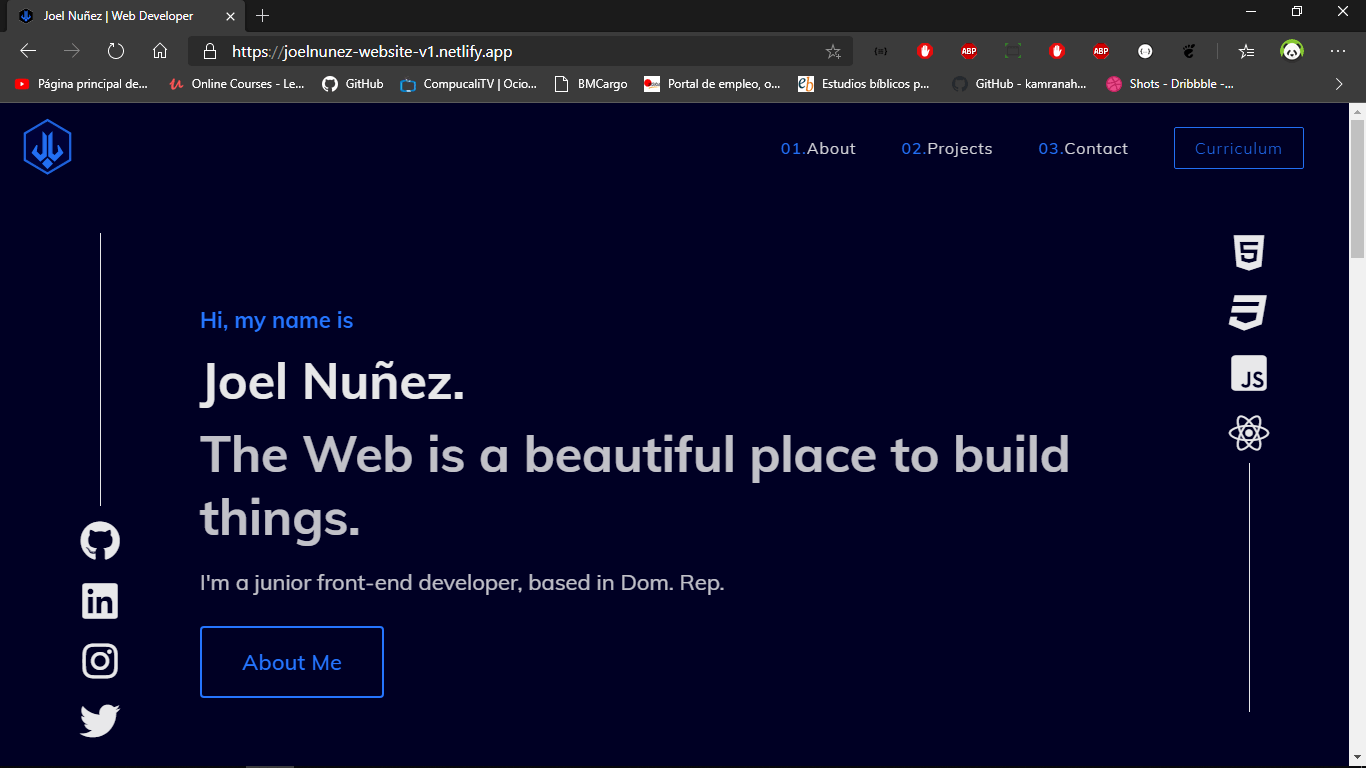 Joel Nuñez | Web Developer
https://joelnunez-website-v1.netlify.app
ABP
ABP
Página principal de...
Online Courses - Le...
GitHub
CompucaliTV | Ocio...
BMCargo
Portal de empleo, o...
Estudios bíblicos p...
GitHub - kamranah...
Shots - Dribbble -...
01.About
02.Projects
03.Contact
Curriculum
Hi, my name is
Joel Nuñez.
The Web is a beautiful place to build
things.
I'm a junior front-end developer, based in Dom. Rep.
About Me
in
5
3
JS